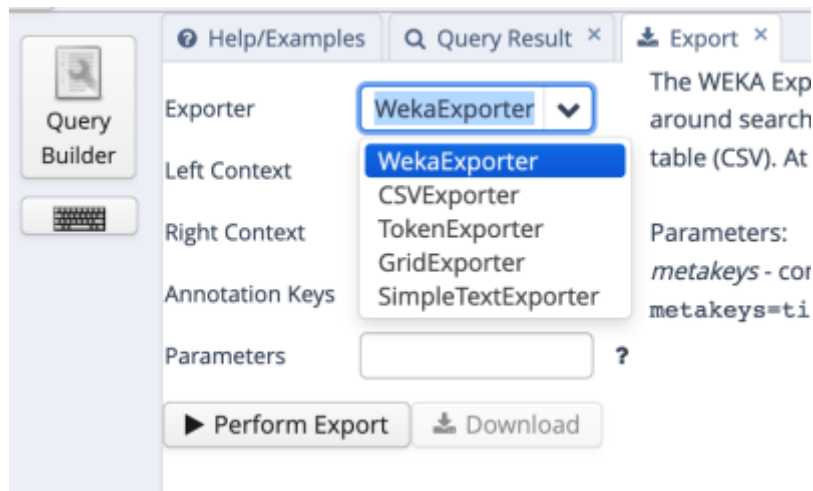 Help/Examples
Query Result ×
Export ×
Query
Builder
Exporter
WekaExporter
WekaExporter
CSVExporter
TokenExporter
GridExporter
SimpleTextExporter
Left Context
Right Context
Annotation Keys
Parameters
?
Perform Export
Download
The WEKA Exp
around search
table (CSV). At
Parameters:
metakeys - cor
metakeys=ti